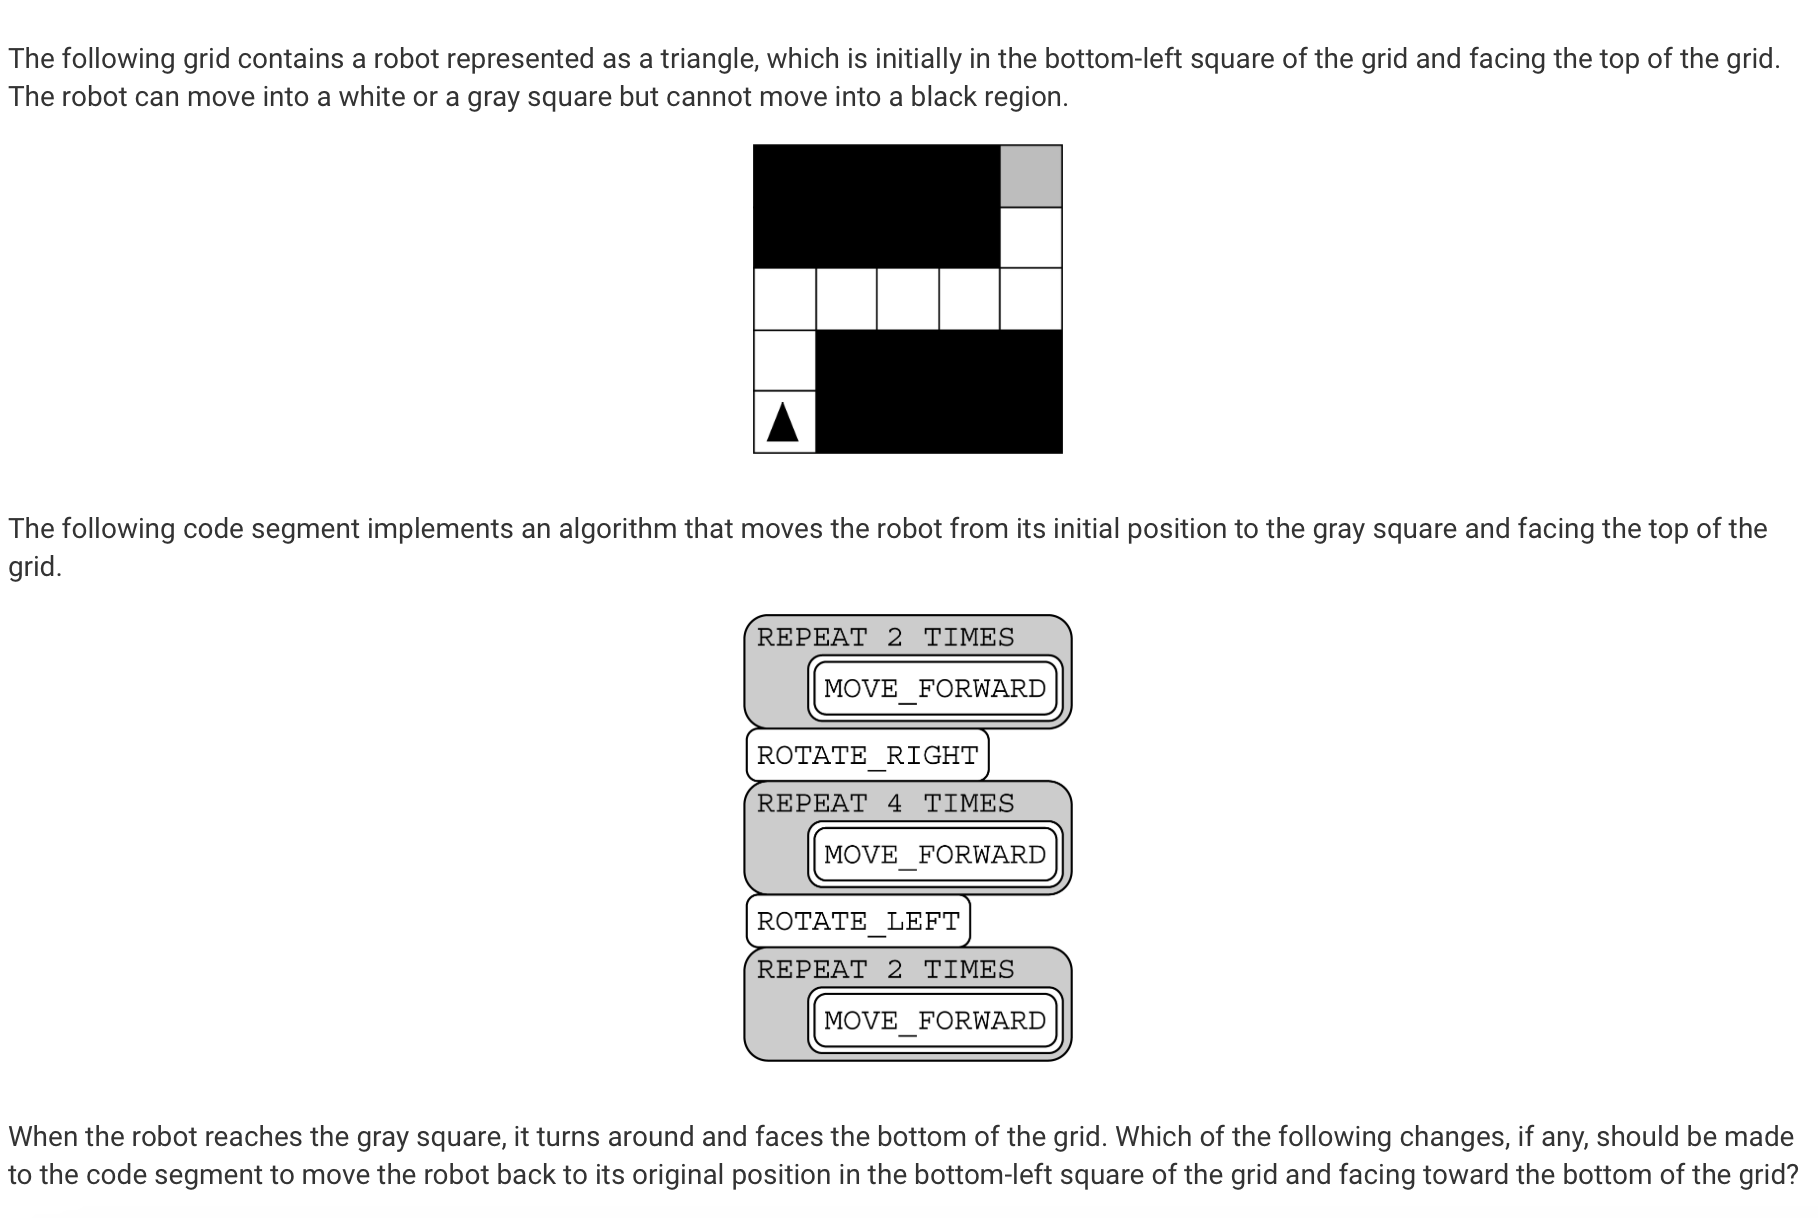 The following grid contains a robot represented as a triangle, which is initially in the bottom-left square of the grid and facing the top of the grid.
The robot can move into a white or a gray square but cannot move into a black region.
The following code segment implements an algorithm that moves the robot from its initial position to the gray square and facing the top of the
grid.
REPEAT 2 TIMES
MOVE_FORWARD
ROTATE_RIGHT
REPEAT 4 TIMES
MOVE_FORWARD
ROTATE_LEFT
REPEAT 2 TIMES
MOVE_FORWARD
When the robot reaches the gray square, it turns around and faces the bottom of the grid. Which of the following changes, if any, should be made
to the code segment to move the robot back to its original position in the bottom-left square of the grid and facing toward the bottom of the grid?